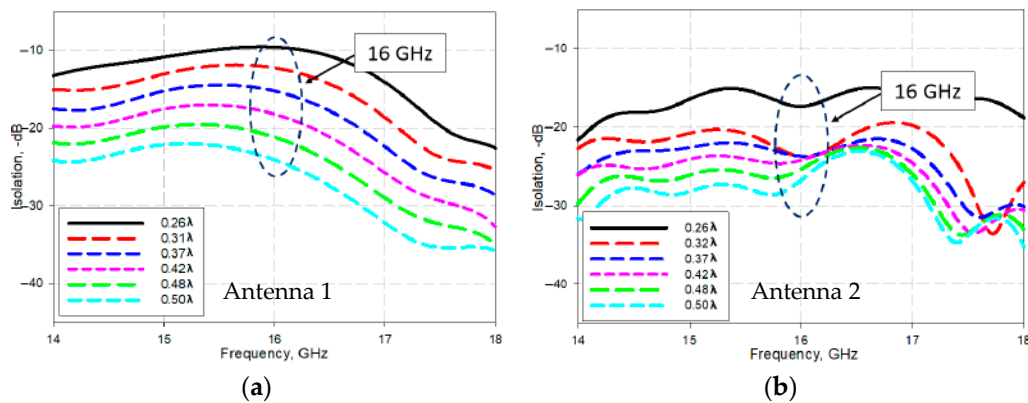 −10
−20
−30
−40
Isolation, -dB
16 GHz
0.26λ
0.31λ
0.37λ
0.42λ
0.48λ
0.50λ
Antenna 1
14
15
16
17
18
Frequency, GHz
(a)
−10
−20
−30
−40
Isolation, -dB
16 GHz
0.26λ
0.32λ
0.37λ
0.42λ
0.48λ
0.50λ
Antenna 2
14
15
16
17
18
Frequency, GHz
(b)